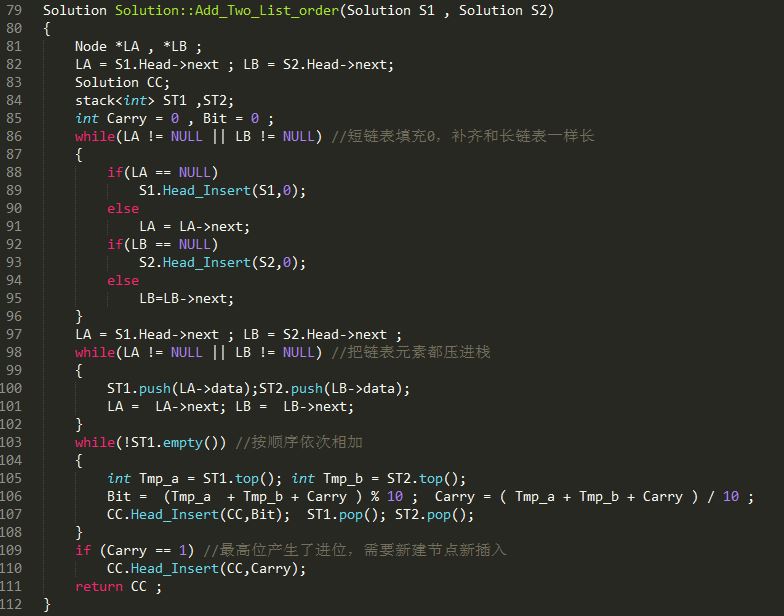 79 Solution Solution::Add_Two_List_order(Solution S1 , Solution S2)
80 {
81     Node *LA , *LB ;
82     LA = S1.Head->next ; LB = S2.Head->next;
83     Solution CC;
84     stack<int> ST1 ,ST2;
85     int Carry = 0 , Bit = 0 ;
86     while(LA != NULL || LB != NULL) //短链表填充0，补齐和长链表一样长
87     {
88         if(LA == NULL)
89             S1.Head_Insert(S1,0);
90         else
91             LA = LA->next;
92         if(LB == NULL)
93             S2.Head_Insert(S2,0);
94         else
95             LB=LB->next;
96     }
97     LA = S1.Head->next ; LB = S2.Head->next ;
98     while(LA != NULL || LB != NULL) //把链表元素都压进栈
99     {
100         ST1.push(LA->data);ST2.push(LB->data);
101         LA =  LA->next; LB =  LB->next;
102     }
103     while(!ST1.empty()) //按顺序依次相加
104     {
105         int Tmp_a = ST1.top(); int Tmp_b = ST2.top();
106         Bit =  (Tmp_a  + Tmp_b + Carry ) % 10 ;  Carry = ( Tmp_a + Tmp_b + Carry ) / 10 ;
107         CC.Head_Insert(CC,Bit);  ST1.pop(); ST2.pop();
108     }
109     if (Carry == 1) //最高位产生了进位，需要新建节点新插入
110         CC.Head_Insert(CC,Carry);
111     return CC ;
112 }